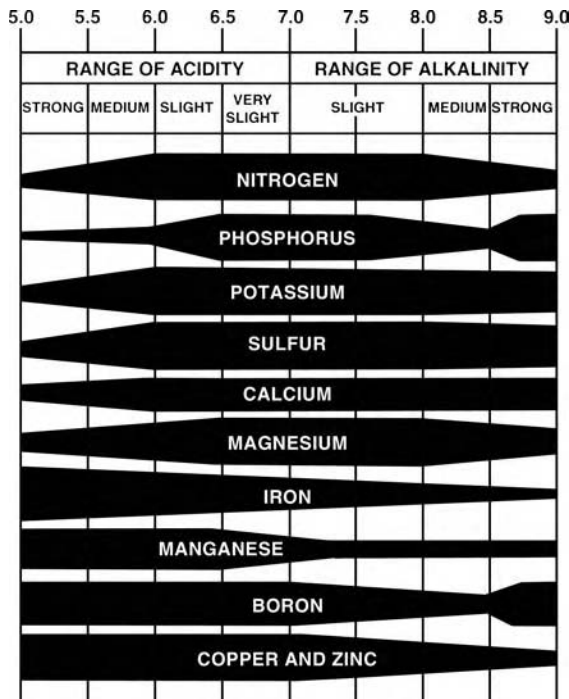 5.0 5.5 6.0 6.5 7.0 7.5 8.0 8.5 9.0
RANGE OF ACIDITY RANGE OF ALKALINITY
STRONG MEDIUM SLIGHT VERY SLIGHT SLIGHT MEDIUM STRONG
NITROGEN
PHOSPHORUS
POTASSIUM
SULFUR
CALCIUM
MAGNESIUM
IRON
MANGANESE
BORON
COPPER AND ZINC